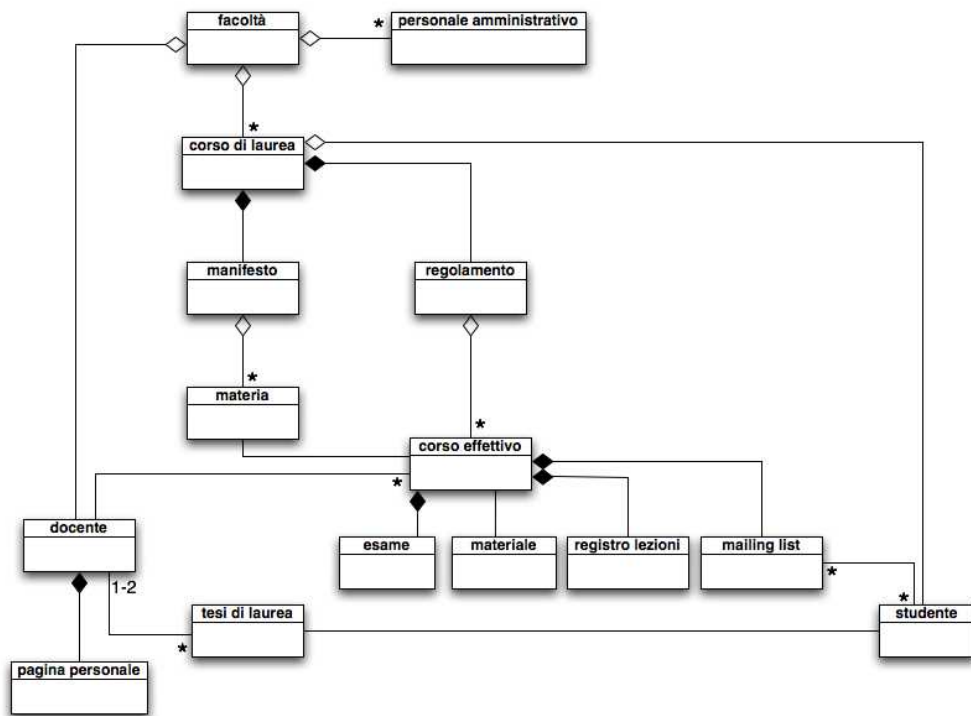 facoltà
* personale amministrativo
*
corso di laurea
manifesto
regolamento
*
materia
*
corso effettivo
*
docente
esame
materiale
registro lezioni
mailing list
*
1-2
*
tesi di laurea
studente
*
pagina personale